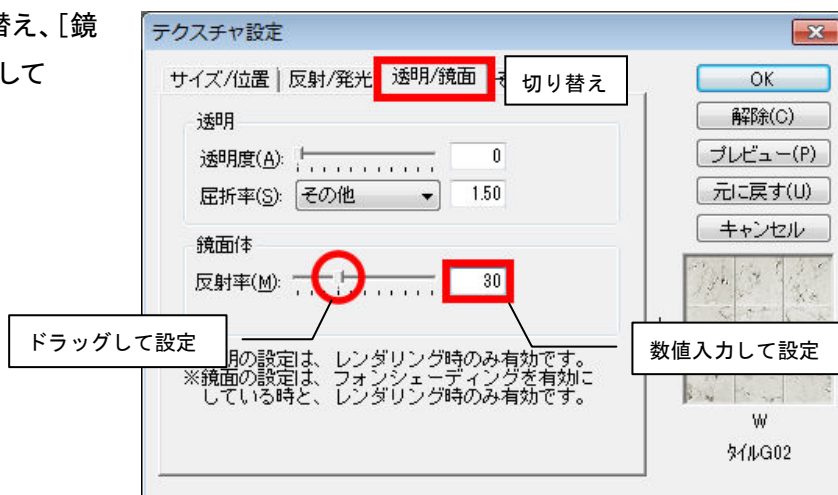 替え、[鏡
して
テクスチャ設定
サイズ/位置 反射/発光 透明/鏡面
切り替え
透明
透明度(A): 0
屈折率(S): その他 1.50
鏡面体
反射率(M): 30
ドラッグして設定
数値入力して設定
明の設定は、レンダリング時のみ有効です。
※鏡面の設定は、フォンシェーディングを有効に
している時と、レンダリング時のみ有効です。
OK
解除(C)
プレビュー(P)
元に戻す(U)
キャンセル
W
タイルG02